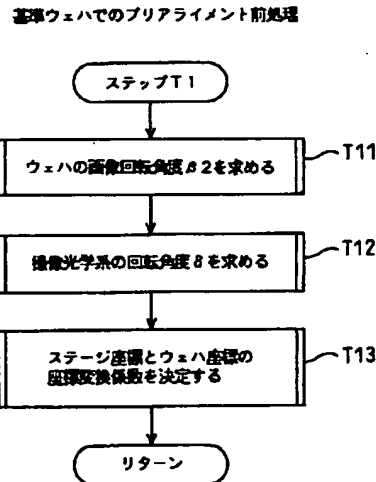 基準ウェハでのプリアライメント前処理
ステップT1
ウェハの画像回転角度β2を求める
T11
撮像光学系の回転角度δを求める
T12
ステージ座標とウェハ座標の
座標変換係数を決定する
T13
リターン